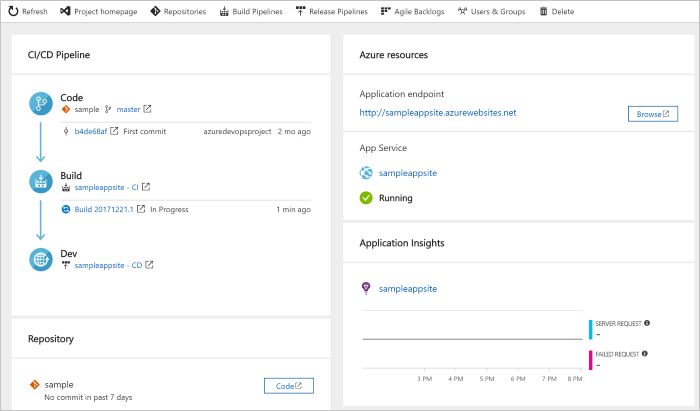 Refresh Project homepage Repositories Build Pipelines Release Pipelines Agile Backlogs Users & Groups Delete
CI/CD Pipeline
Code
sample master
b4de68af First commit azuredevopsproject 2 mo ago
Build
sampleappsite - CI
Build 20171221.1 In Progress 1 min ago
Dev
sampleappsite - CD
Repository
sample
No commit in past 7 days
Code
Azure resources
Application endpoint
http://sampleappsite.azurewebsites.net
Browse
App Service
sampleappsite
Running
Application Insights
sampleappsite
SERVER REQUEST
--
FAILED REQUEST
--
3 PM 4 PM 5 PM 6 PM 7 PM 8 PM